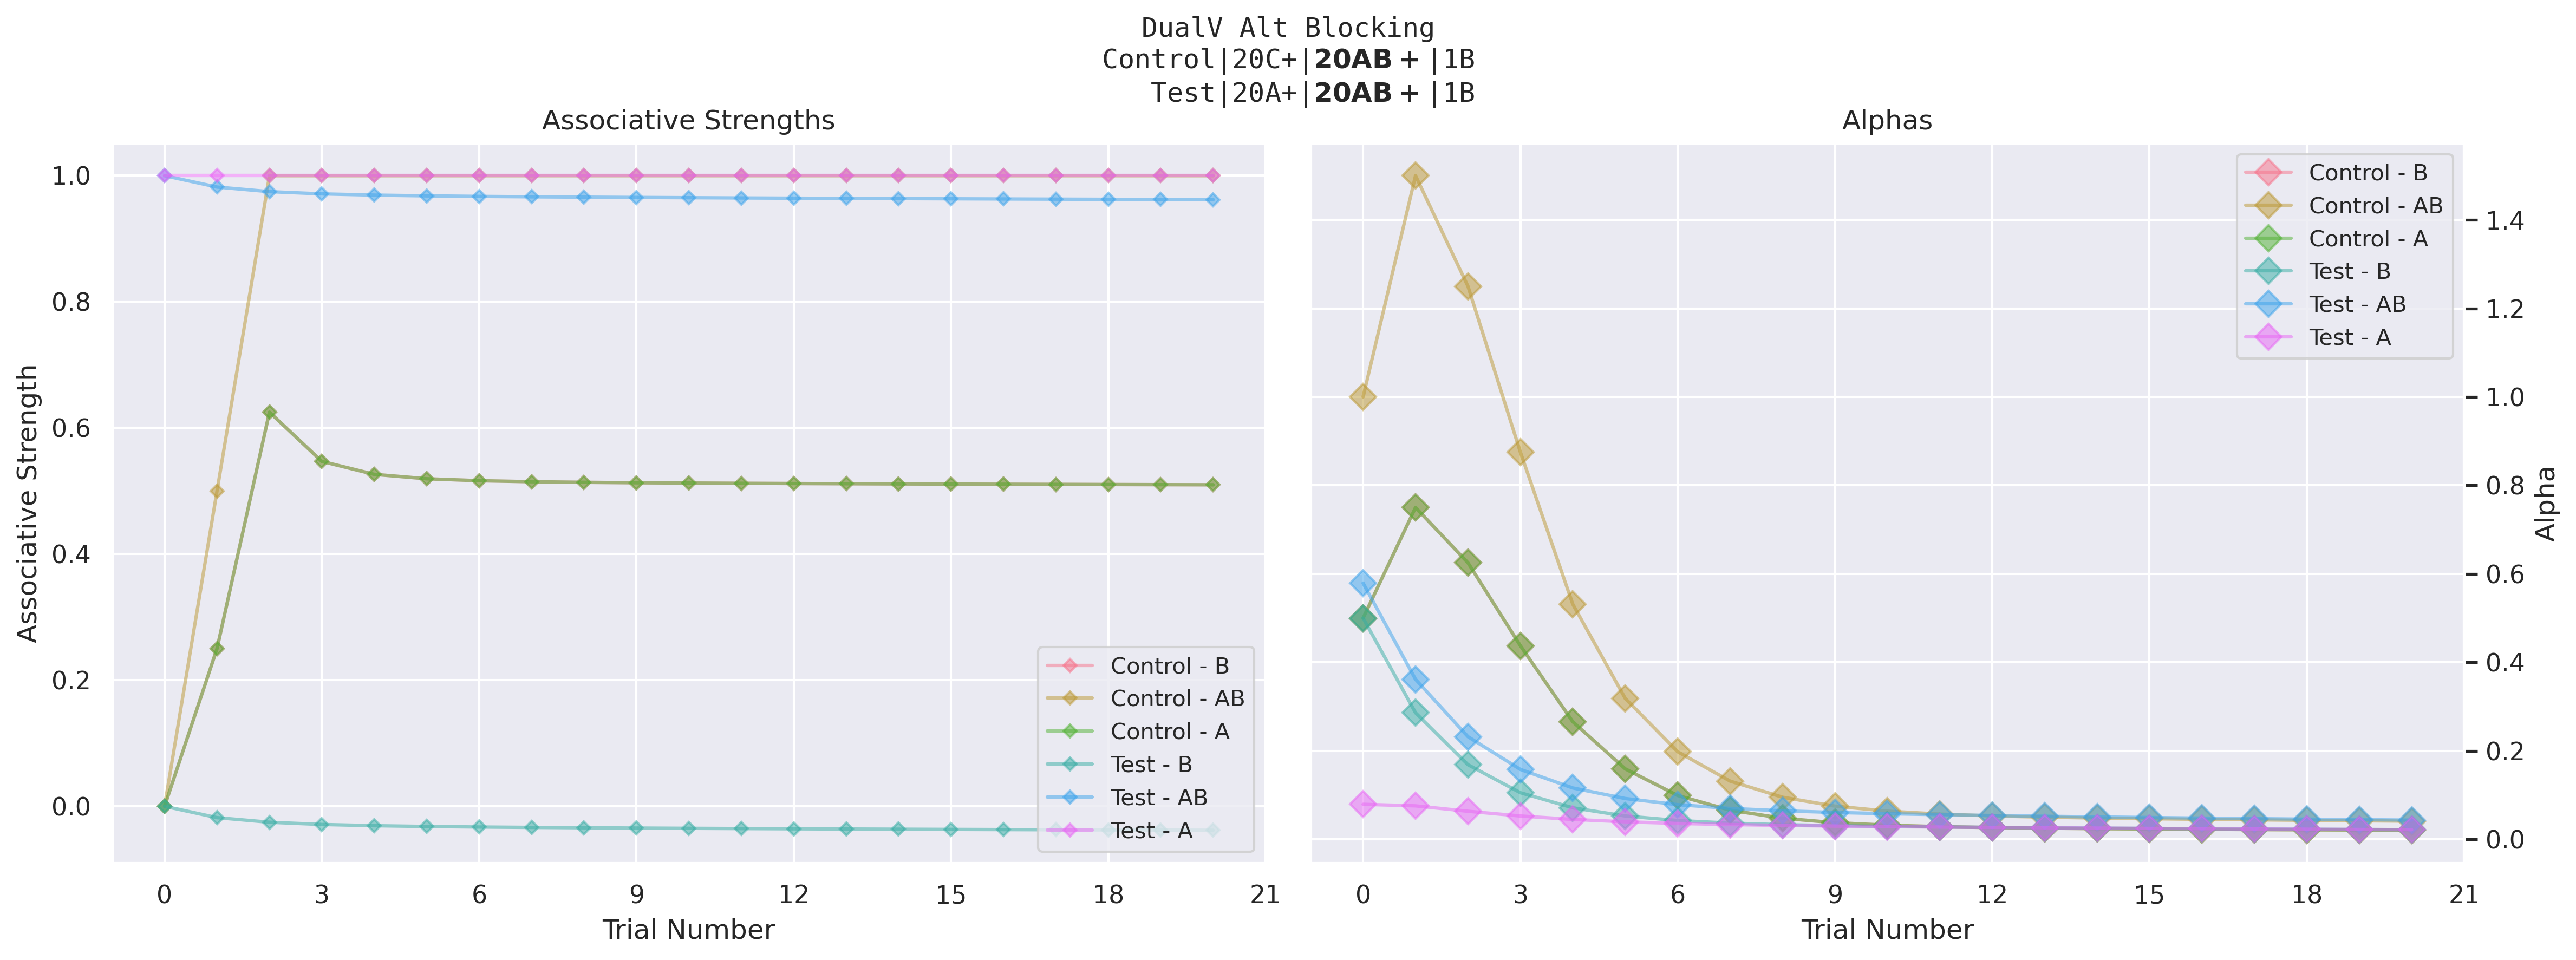 DualV Alt Blocking
Control|20C+|20AB+|1B
Test|20A+|20AB+|1B
Associative Strengths
Associative Strength
1.0
0.8
0.6
0.4
0.2
0.0
0 3 6 9 12 15 18 21
Trial Number
Control - B
Control - AB
Control - A
Test - B
Test - AB
Test - A
Alphas
Control - B
Control - AB
Control - A
Test - B
Test - AB
Test - A
1.4
1.2
1.0
0.8
0.6
0.4
0.2
0.0
Alpha
0 3 6 9 12 15 18 21
Trial Number